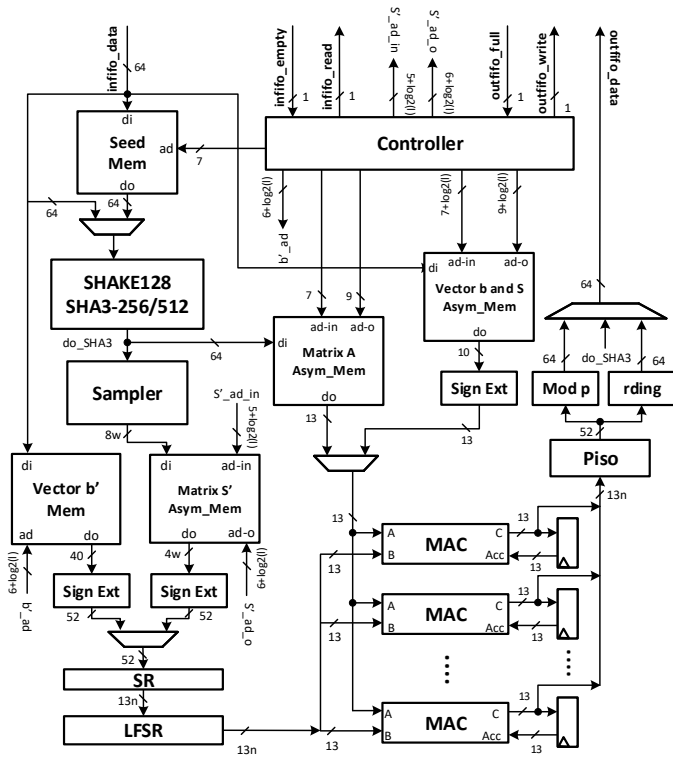 infifo_data
64
infifo_empty
1
infifo_read
1
S'_ad_in
5+log2(l)
S'_ad_o
6+log2(l)
outfifo_full
1
outfifo_write
1
outfifo_data
di
Seed
Mem
ad
do
7
Controller
64
64
6+log2(l)
b'_ad
7+log2(l)
9+log2(l)
SHAKE128
SHA3-256/512
do_SHA3
64
7
9
ad-in ad-o
di
Matrix A
Asym_Mem
do
13
ad-in ad-o
di
Vector b and S
Asym_Mem
do
10
Sign Ext
13
64
64
do_SHA3
64
Mod p
rding
52
Piso
13n
Sampler
8w
S'_ad_in
5+log2(l)
di
Vector b'
Mem
ad
do
40
6+log2(l)
b'_ad
di
ad-in
Matrix S'
Asym_Mem
do
ad-o
4w
6+log2(l)
S'_ad_o
Sign Ext
Sign Ext
52
52
52
SR
13n
LFSR
13n
13
13
A
B
MAC
C
Acc
13
13
13
A
B
MAC
C
Acc
13
13
13
A
B
MAC
C
Acc
13
13
13